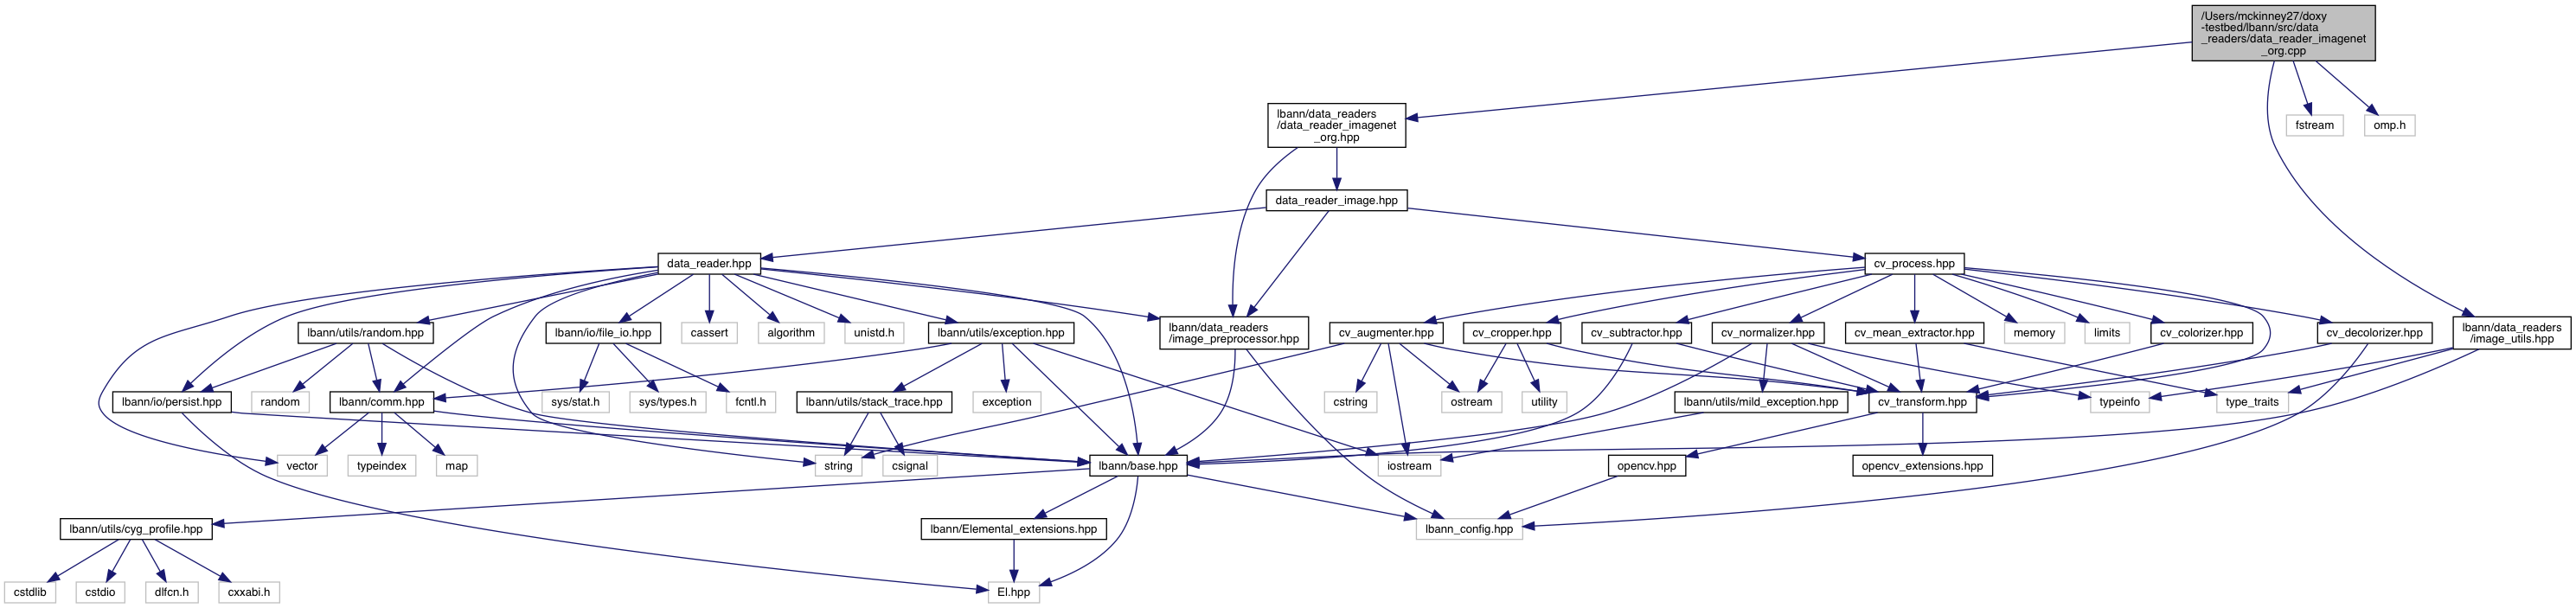 /Users/mckinney27/doxy
-testbed/lbann/src/data
_readers/data_reader_imagenet
_org.cpp
lbann/data_readers
/data_reader_imagenet
_org.hpp
fstream
omp.h
data_reader_image.hpp
data_reader.hpp
cv_process.hpp
lbann/utils/random.hpp
lbann/io/file_io.hpp
cassert
algorithm
unistd.h
lbann/utils/exception.hpp
lbann/data_readers
/image_preprocessor.hpp
cv_augmenter.hpp
cv_cropper.hpp
cv_subtractor.hpp
cv_normalizer.hpp
cv_mean_extractor.hpp
memory
limits
cv_colorizer.hpp
cv_decolorizer.hpp
lbann/data_readers
/image_utils.hpp
lbann/io/persist.hpp
random
lbann/comm.hpp
sys/stat.h
sys/types.h
fcntl.h
lbann/utils/stack_trace.hpp
exception
cstring
ostream
utility
lbann/utils/mild_exception.hpp
cv_transform.hpp
typeinfo
type_traits
vector
typeindex
map
string
csignal
lbann/base.hpp
iostream
opencv.hpp
opencv_extensions.hpp
lbann/utils/cyg_profile.hpp
lbann/Elemental_extensions.hpp
lbann_config.hpp
cstdlib
cstdio
dlfcn.h
cxxabi.h
El.hpp